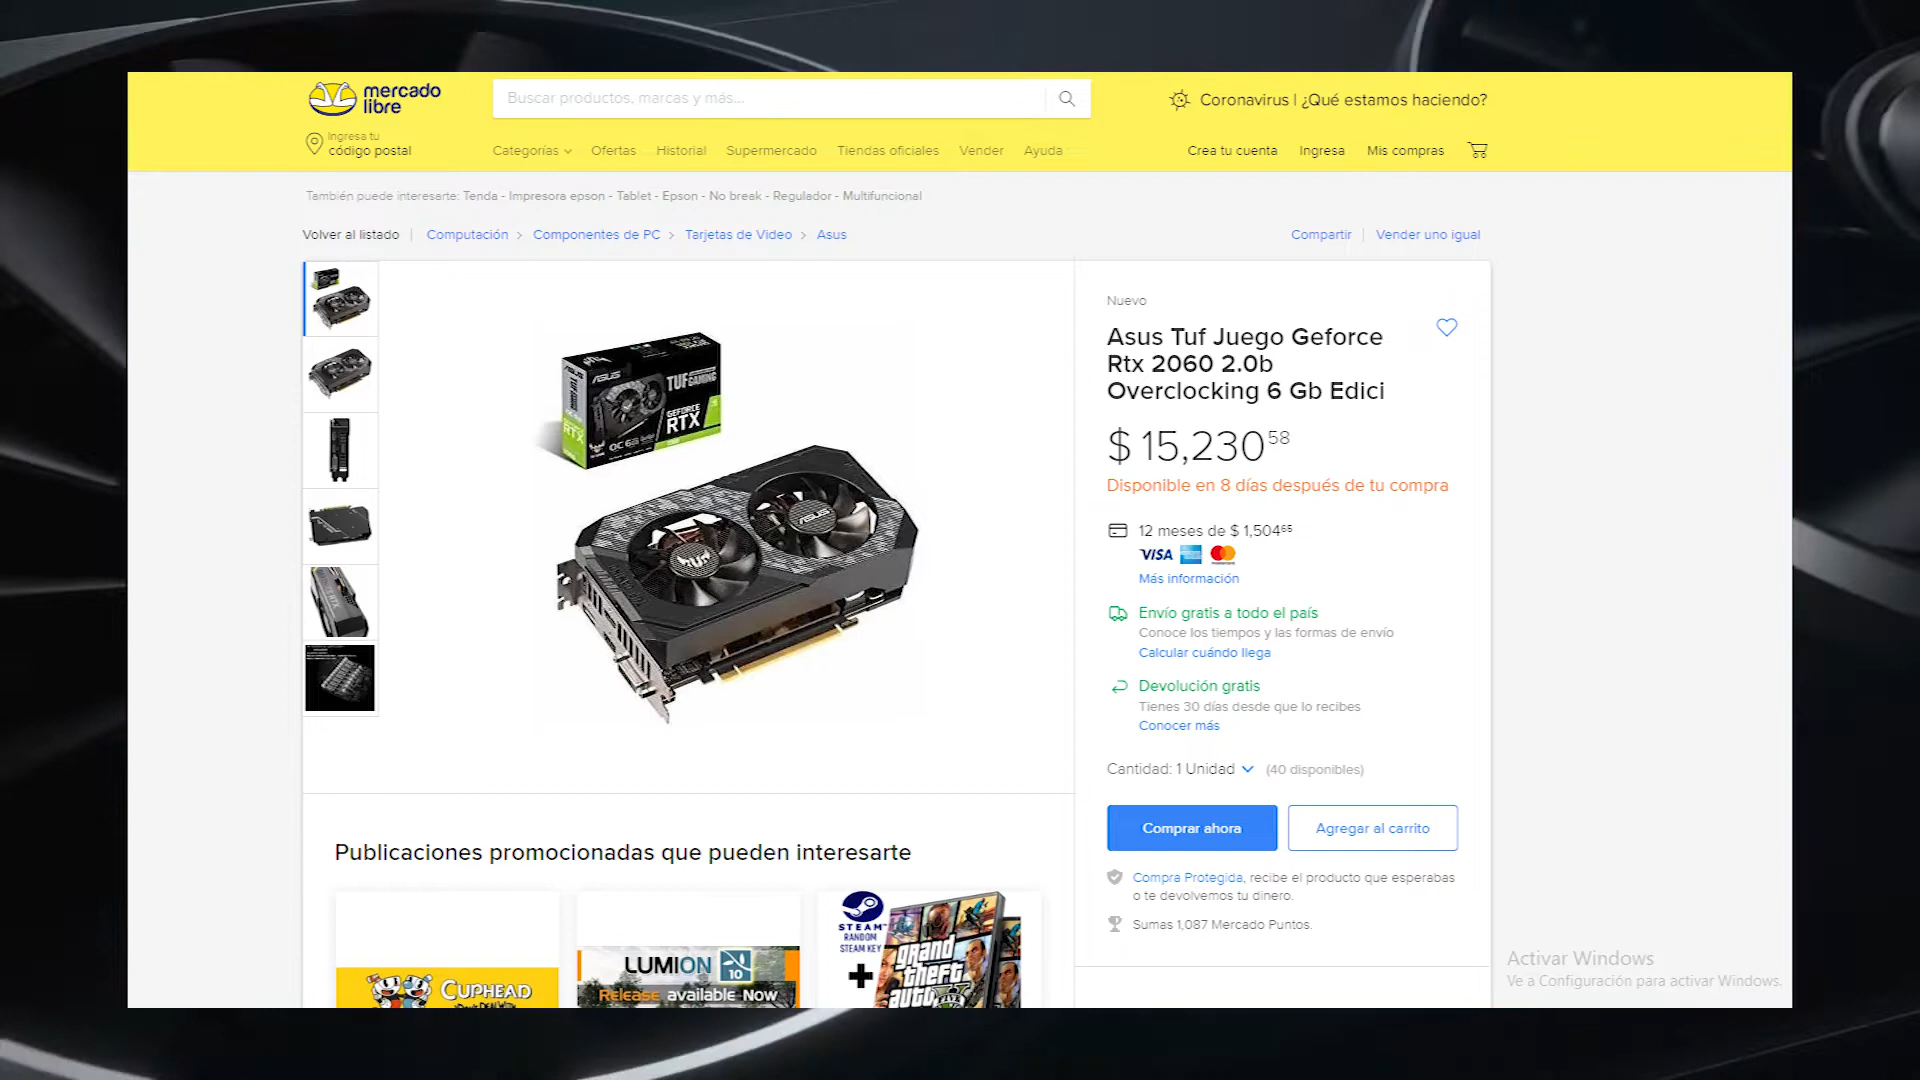 mercado
libre
Buscar productos, marcas y más...
Coronavirus | ¿Qué estamos haciendo?
Ingresa tu
código postal
Categorías
Ofertas
Historial
Supermercado
Tiendas oficiales
Vender
Ayuda
Crea tu cuenta
Ingresa
Mis compras
También puede interesarte: Tenda - Impresora epson - Tablet - Epson - No break - Regulador - Multifuncional
Volver al listado | Computación > Componentes de PC > Tarjetas de Video > Asus
Compartir | Vender uno igual
Nuevo
Asus Tuf Juego Geforce
Rtx 2060 2.0b
Overclocking 6 Gb Edici
$ 15,230 58
Disponible en 8 días después de tu compra
12 meses de $ 1,504 65
VISA
Más información
Envío gratis a todo el país
Conoce los tiempos y las formas de envío
Calcular cuándo llega
Devolución gratis
Tienes 30 días desde que lo recibes
Conocer más
Cantidad: 1 Unidad (40 disponibles)
Comprar ahora
Agregar al carrito
Compra Protegida, recibe el producto que esperabas
o te devolvemos tu dinero.
Sumas 1,087 Mercado Puntos.
ASUS
TUF GAMING
GEFORCE
RTX
OC 6G
ASUS
TUF
Publicaciones promocionadas que pueden interesarte
CUPHEAD
LUMION 10
Release available Now
STEAM
RANDOM
STEAM KEY
+
grand
theft
auto V
Activar Windows
Ve a Configuración para activar Windows.